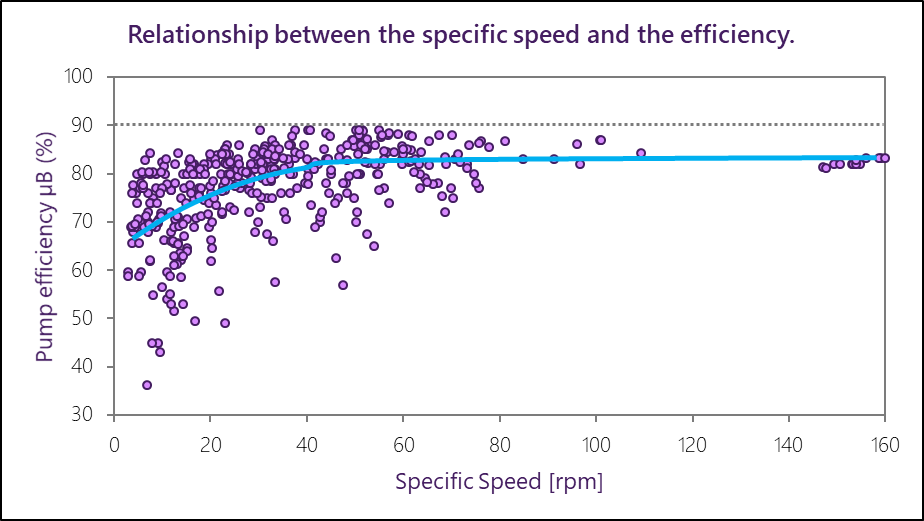 Relationship between the specific speed and the efficiency.
100
90
80
70
60
50
40
30
Pump efficiency µB (%)
0 20 40 60 80 100 120 140 160
Specific Speed [rpm]